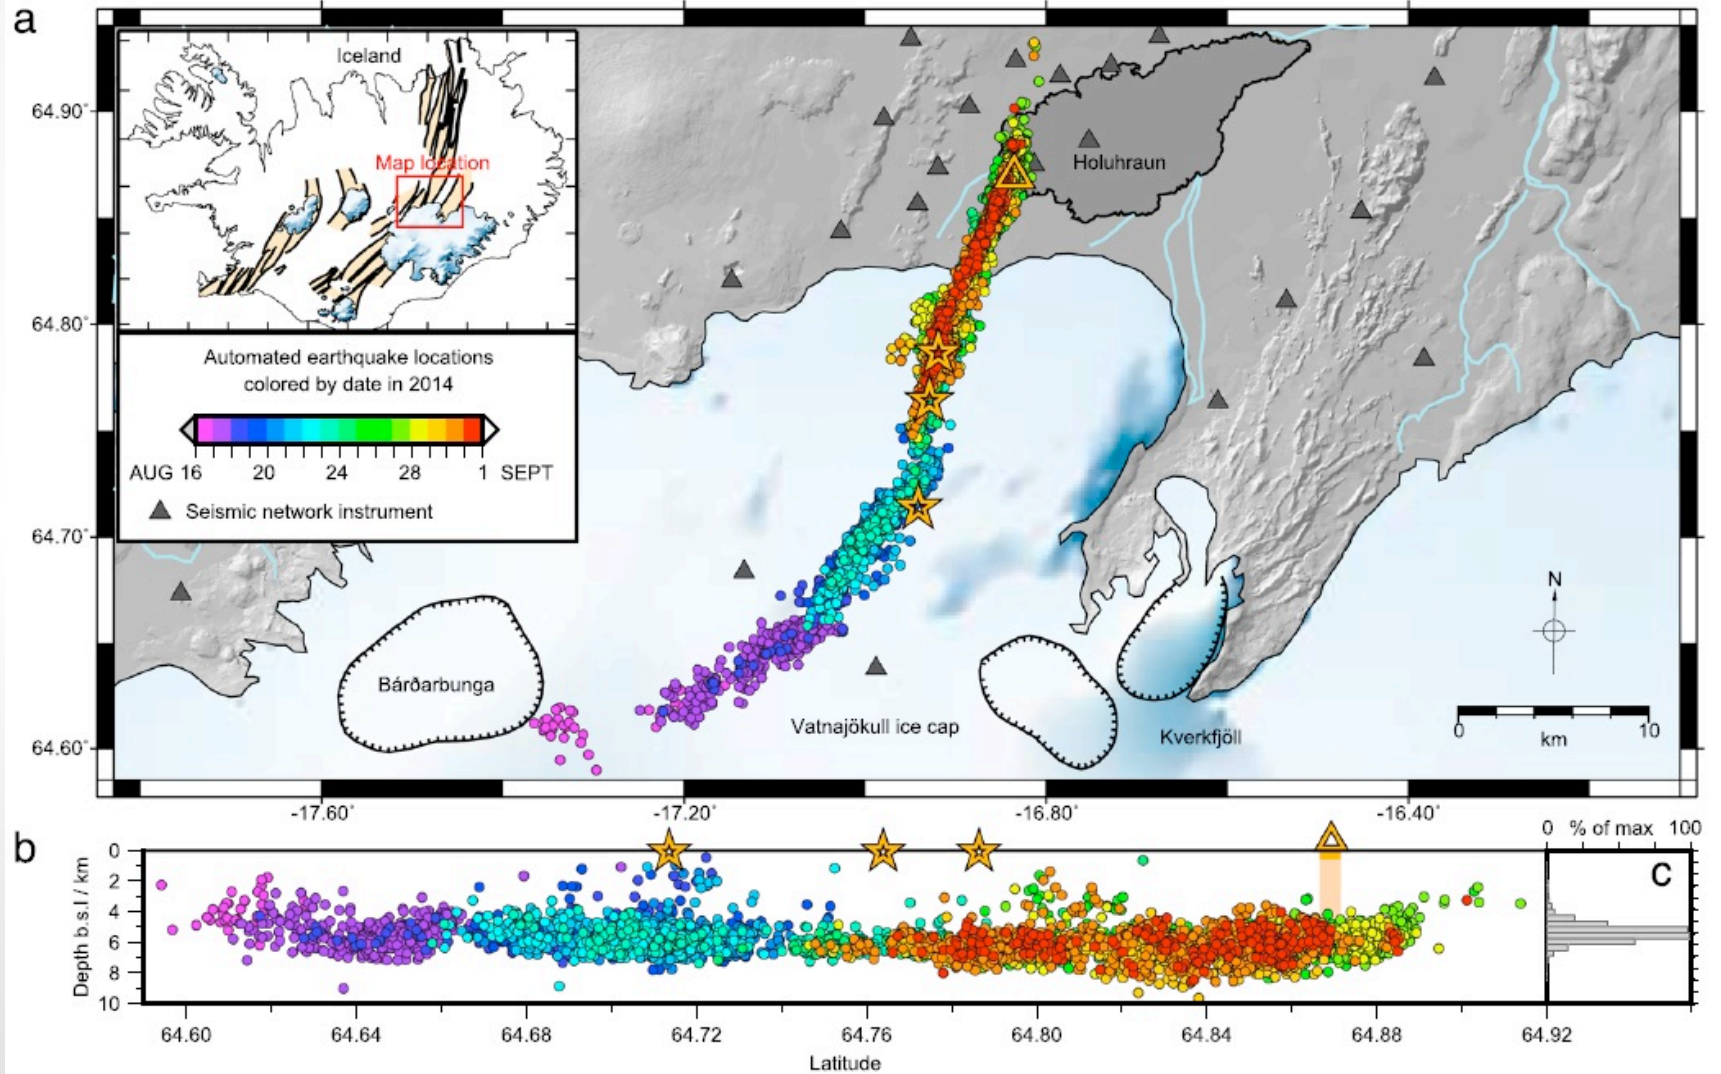 a
Iceland
Map location
64.90°
Holuhraun
64.80°
Automated earthquake locations
colored by date in 2014
AUG 16 20 24 28 1 SEPT
Seismic network instrument
64.70°
N
Bárðarbunga
Vatnajökull ice cap
Kverkfjöll
0 10
km
64.60°
-17.60° -17.20° -16.80° -16.40°
b
0 % of max 100
c
Depth b.s.l / km
0
2
4
6
8
10
64.60 64.64 64.68 64.72 64.76 64.80 64.84 64.88 64.92
Latitude